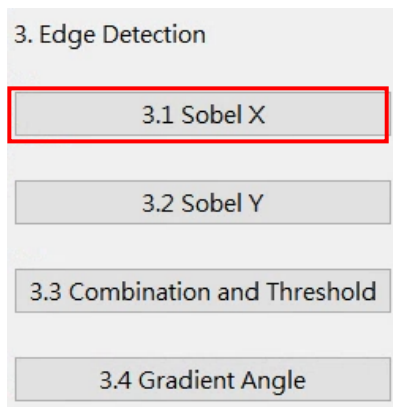 3. Edge Detection
3.1 Sobel X
3.2 Sobel Y
3.3 Combination and Threshold
3.4 Gradient Angle